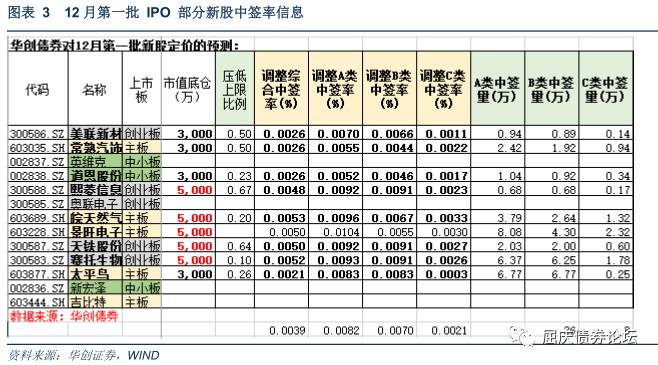 图表 3 12 月第一批 IPO 部分新股中签率信息
华创债券对12月第一批新股定价的预测：
代码 名称 上市板 市值底仓（万） 压低上限比例 调整综合中签率(%) 调整A类中签率(%) 调整B类中签率(%) 调整C类中签率(%) A类中签量(万) B类中签量(万) C类中签量(万)
300586.SZ 美联新材 创业板 3,000 0.50 0.0026 0.0070 0.0066 0.0011 0.94 0.89 0.14
603035.SH 常熟汽饰 主板 3,000 0.50 0.0026 0.0055 0.0044 0.0022 2.42 1.92 0.94
002837.SZ 英维克 中小板
002838.SZ 道恩股份 中小板 0.23 0.0026 0.0052 0.0046 0.0017 1.04 0.92 0.34
300588.SZ 熙菱信息 创业板 5,000 0.67 0.0048 0.0092 0.0091 0.0023 0.68 0.68 0.17
300585.SZ 奥联电子 创业板
603689.SH 皖天然气 主板 5,000 0.20 0.0053 0.0096 0.0067 0.0033 3.79 2.64 1.32
603228.SH 景旺电子 主板 5,000 0.0050 0.0104 0.0055 0.0030 8.08 4.30 2.32
300587.SZ 天铁股份 创业板 5,000 0.64 0.0050 0.0092 0.0091 0.0027 2.03 2.00 0.60
300583.SZ 赛托生物 创业板 5,000 0.10 0.0052 0.0093 0.0091 0.0026 6.37 6.25 1.78
603877.SH 太平鸟 主板 3,000 0.26 0.0021 0.0083 0.0083 0.0003 6.77 6.77 0.25
002836.SZ 新宏泽 中小板
603444.SH 吉比特 主板
数据来源：华创债券
0.0039 0.0082 0.0070 0.0021
屈庆债券论坛
资料来源：华创证券，WIND